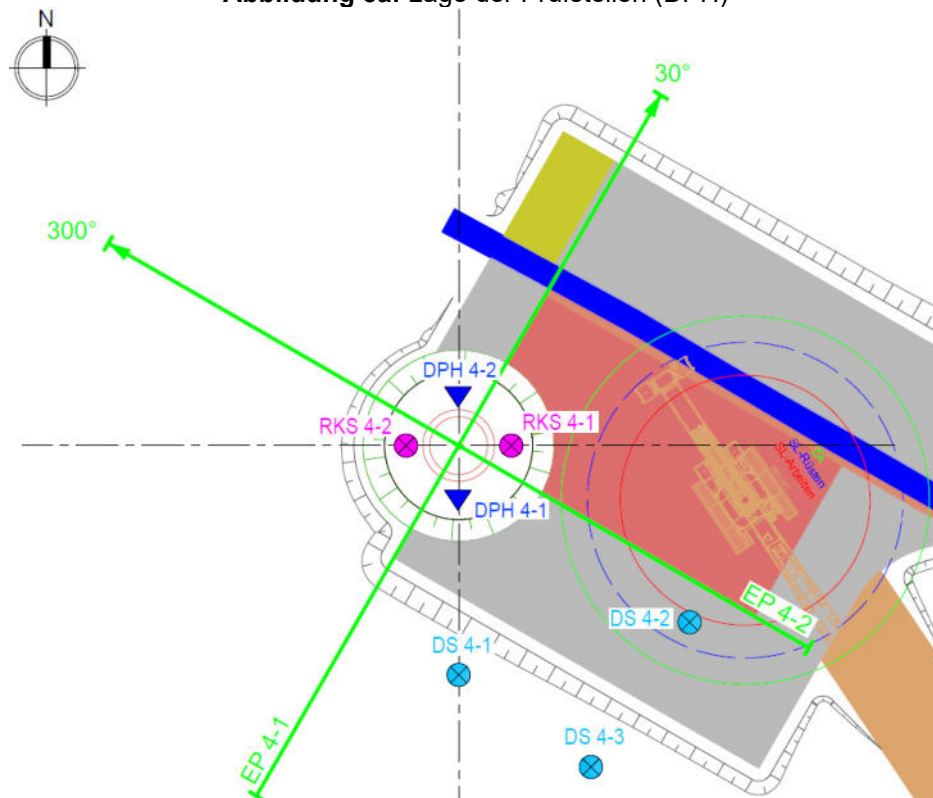 Abbildung
Lage der Prüfstellen (DPH)
N
30°
300°
DPH 4-2
RKS 4-2
RKS 4-1
DPH 4-1
SL-Rüsten
SL-Arbeiten
EP 4-2
DS 4-2
DS 4-1
EP 4-1
DS 4-3